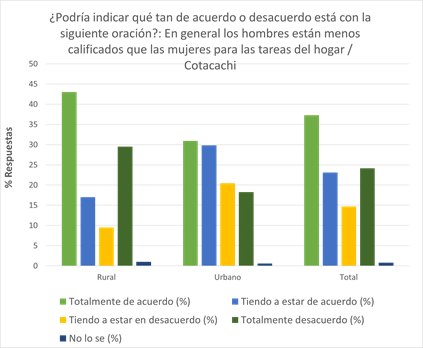 ¿Podría indicar qué tan de acuerdo o desacuerdo está con la
siguiente oración?: En general los hombres están menos
calificados que las mujeres para las tareas del hogar /
Cotacachi
% Respuestas
50
45
40
35
30
25
20
15
10
5
0
Rural Urbano Total
Totalmente de acuerdo (%) Tiendo a estar de acuerdo (%)
Tiendo a estar en desacuerdo (%) Totalmente desacuerdo (%)
No lo se (%)